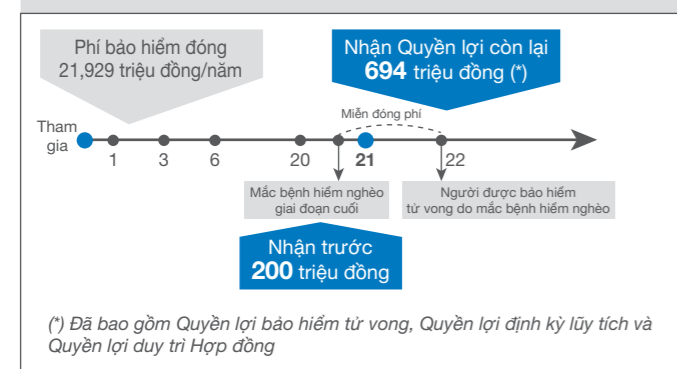 Phí bảo hiểm đóng
21,929 triệu đồng/năm
Nhận Quyền lợi còn lại
694 triệu đồng (*)
Miễn đóng phí
Tham
gia
1
3
6
20
21
22
Mắc bệnh hiểm nghèo
giai đoạn cuối
Người được bảo hiểm
tử vong do mắc bệnh hiểm nghèo
Nhận trước
200 triệu đồng
(*) Đã bao gồm Quyền lợi bảo hiểm tử vong, Quyền lợi định kỳ lũy tích và
Quyền lợi duy trì Hợp đồng